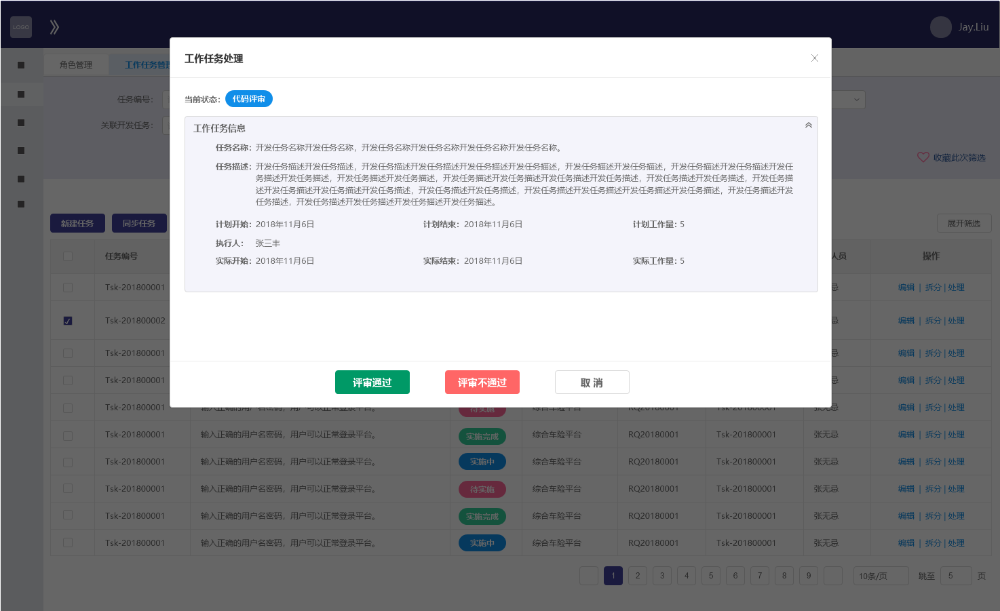 LOGO
Jay.Liu
角色管理
工作任务管理
工作任务处理
任务编号：
当前状态：
代码评审
关联开发任务：
工作任务信息
任务名称：
开发任务名称开发任务名称，开发任务名称开发任务名称开发任务名称开发任务名称。
任务描述：
开发任务描述开发任务描述，开发任务描述开发任务描述开发任务描述开发任务描述，开发任务描述开发任务描述，开发任务描述开发任务描述开发任
务描述开发任务描述，开发任务描述开发任务描述，开发任务描述开发任务描述开发任务描述开发任务描述，开发任务描述开发任务描述，开发任务描
述开发任务描述开发任务描述开发任务描述，开发任务描述开发任务描述，开发任务描述开发任务描述开发任务描述开发任务描述，开发任务描述开发
任务描述，开发任务描述开发任务描述开发任务描述开发任务描述。
收藏此次筛选
计划开始：2018年11月6日
计划结束：2018年11月6日
计划工作量：5
执行人：
张三丰
实际开始：2018年11月6日
实际结束：2018年11月6日
实际工作量：5
新建任务
同步任务
展开筛选
任务编号
人员
操作
Tsk-201800001
忌
编辑 | 拆分 | 处理
Tsk-201800002
忌
编辑 | 拆分 | 处理
Tsk-201800001
忌
编辑 | 拆分 | 处理
Tsk-201800001
忌
编辑 | 拆分 | 处理
评审通过
评审不通过
取 消
Tsk-201800001
输入正确的用户名密码，用户可以正常登录平台。
待实施
综合车险平台
RQ20180001
Tsk-201800001
张无忌
编辑 | 拆分 | 处理
Tsk-201800001
输入正确的用户名密码，用户可以正常登录平台。
实施完成
综合车险平台
RQ20180001
Tsk-201800001
张无忌
编辑 | 拆分 | 处理
Tsk-201800001
输入正确的用户名密码，用户可以正常登录平台。
实施中
综合车险平台
RQ20180001
Tsk-201800001
张无忌
编辑 | 拆分 | 处理
Tsk-201800001
输入正确的用户名密码，用户可以正常登录平台。
待实施
综合车险平台
RQ20180001
Tsk-201800001
张无忌
编辑 | 拆分 | 处理
Tsk-201800001
输入正确的用户名密码，用户可以正常登录平台。
实施完成
综合车险平台
RQ20180001
Tsk-201800001
张无忌
编辑 | 拆分 | 处理
Tsk-201800001
输入正确的用户名密码，用户可以正常登录平台。
实施中
综合车险平台
RQ20180001
Tsk-201800001
张无忌
编辑 | 拆分 | 处理
1 2 3 4 5 6 7 8 9
10条/页
跳至 5 页